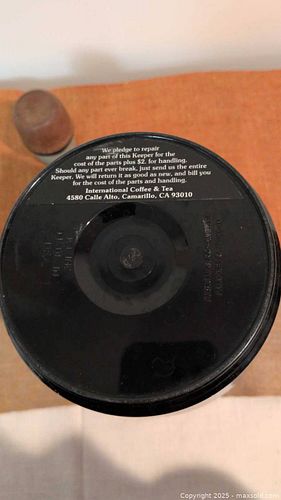 We pledge to repair
any part of this Keeper for the
cost of the parts plus $2. for handling.
Should any part ever break, just send us the entire
Keeper. We will return it as good as new, and bill you
for the cost of the parts and handling.
International Coffee & Tea
4580 Calle Alto, Camarillo, CA 93010
Copyright © 2025 - maxsold.com